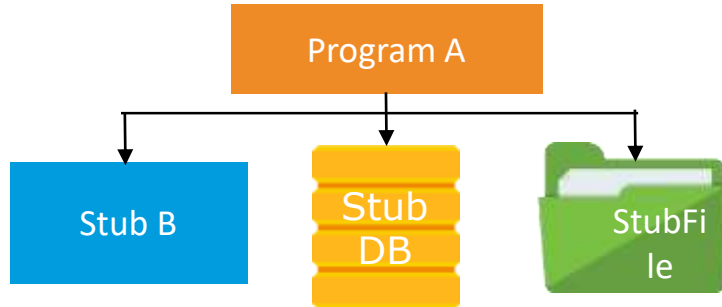 Program A
Stub B
Stub
DB
StubFi
le